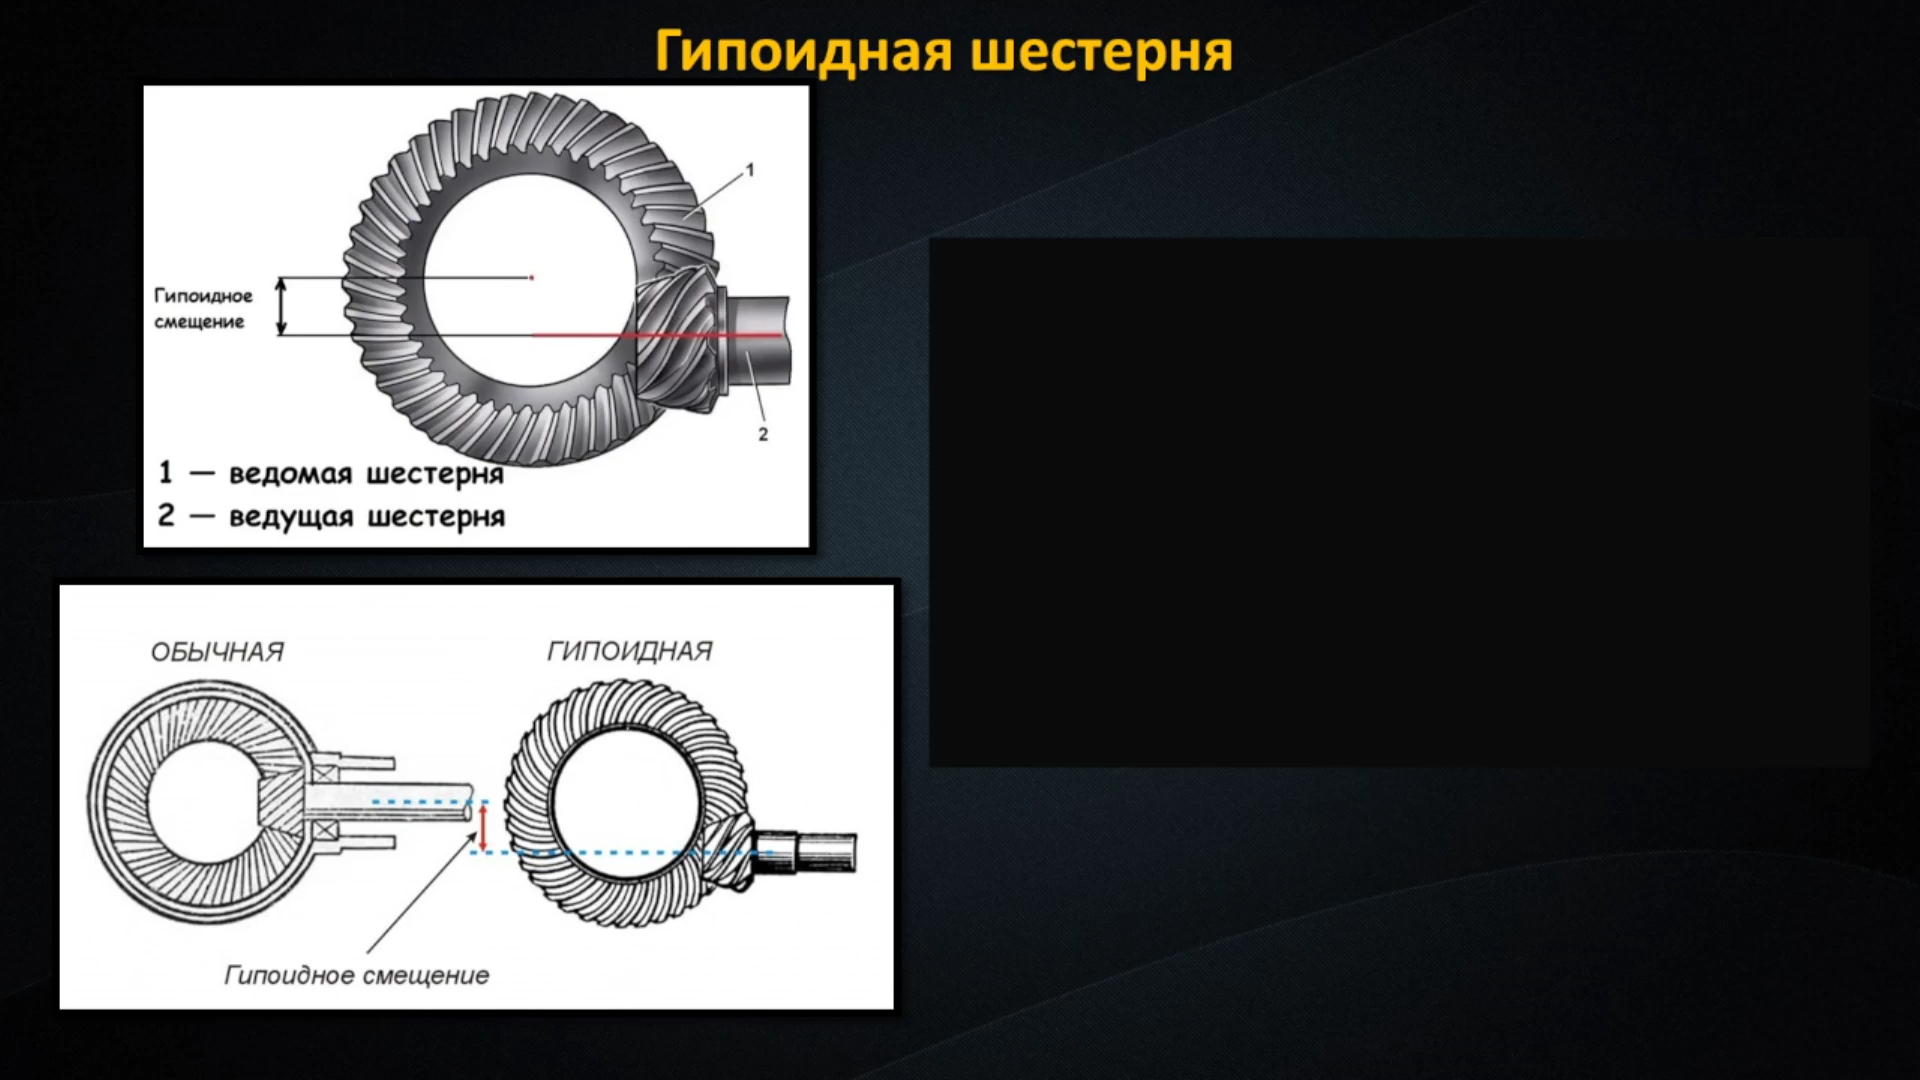 Гипоидная шестерня
1
Гипоидное
смещение
2
1 — ведомая шестерня
2 — ведущая шестерня
ОБЫЧНАЯ
ГИПОИДНАЯ
Гипоидное смещение